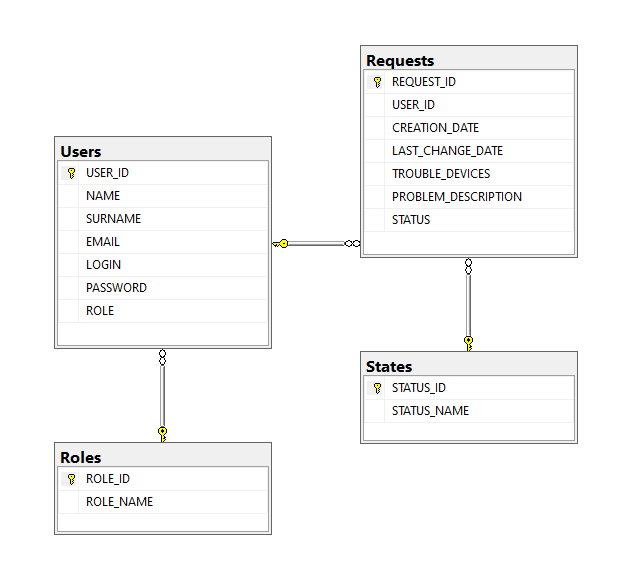 Requests
REQUEST_ID
USER_ID
CREATION_DATE
LAST_CHANGE_DATE
TROUBLE_DEVICES
PROBLEM_DESCRIPTION
STATUS
Users
USER_ID
NAME
SURNAME
EMAIL
LOGIN
PASSWORD
ROLE
States
STATUS_ID
STATUS_NAME
Roles
ROLE_ID
ROLE_NAME